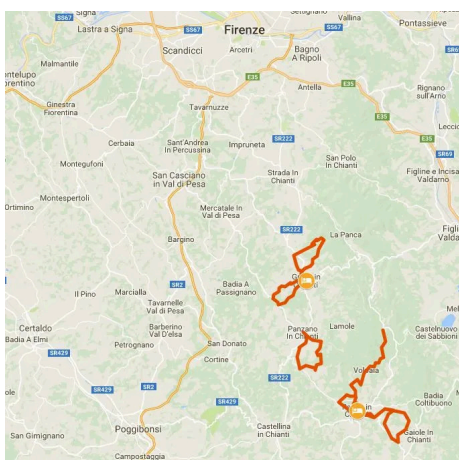 Signa
SS67
Lastra a Signa
SS67
Firenze
Settignano
SS67
Vallina
Pontassieve
Scandicci
Arcetri
Bagno
A Ripoli
Malmantile
E35
E35
Antella
Rignano
sull'Arno
Ginestra
Fiorentina
Tavarnuzze
E35
E35
Cerbaia
Sant'Andrea
In Percussina
Impruneta
SR222
SR69
Montegufoni
San Polo
In Chianti
San Casciano
in Val di Pesa
Strada In
Chianti
Figline e Incisa
Valdarno
Montespertoli
Mercatale In
Val di Pesa
SR222
La Panca
Bargino
SR2
Badia A
Passignano
Il Pino
Marcialla
Tavarnelle
Val di Pesa
Certaldo
Barberino
Val D'elsa
Panzano
In Chianti
Lamole
Castelnuovo
dei Sabbioni
Badia A Elmi
SR429
Petrognano
San Donato
Cortine
Volpaia
SR222
SR429
SR2
SR429
Badia
Coltibuono
Poggibonsi
Castellina
in Chianti
Gaiole In
Chianti
San Gimignano
Campostaggia